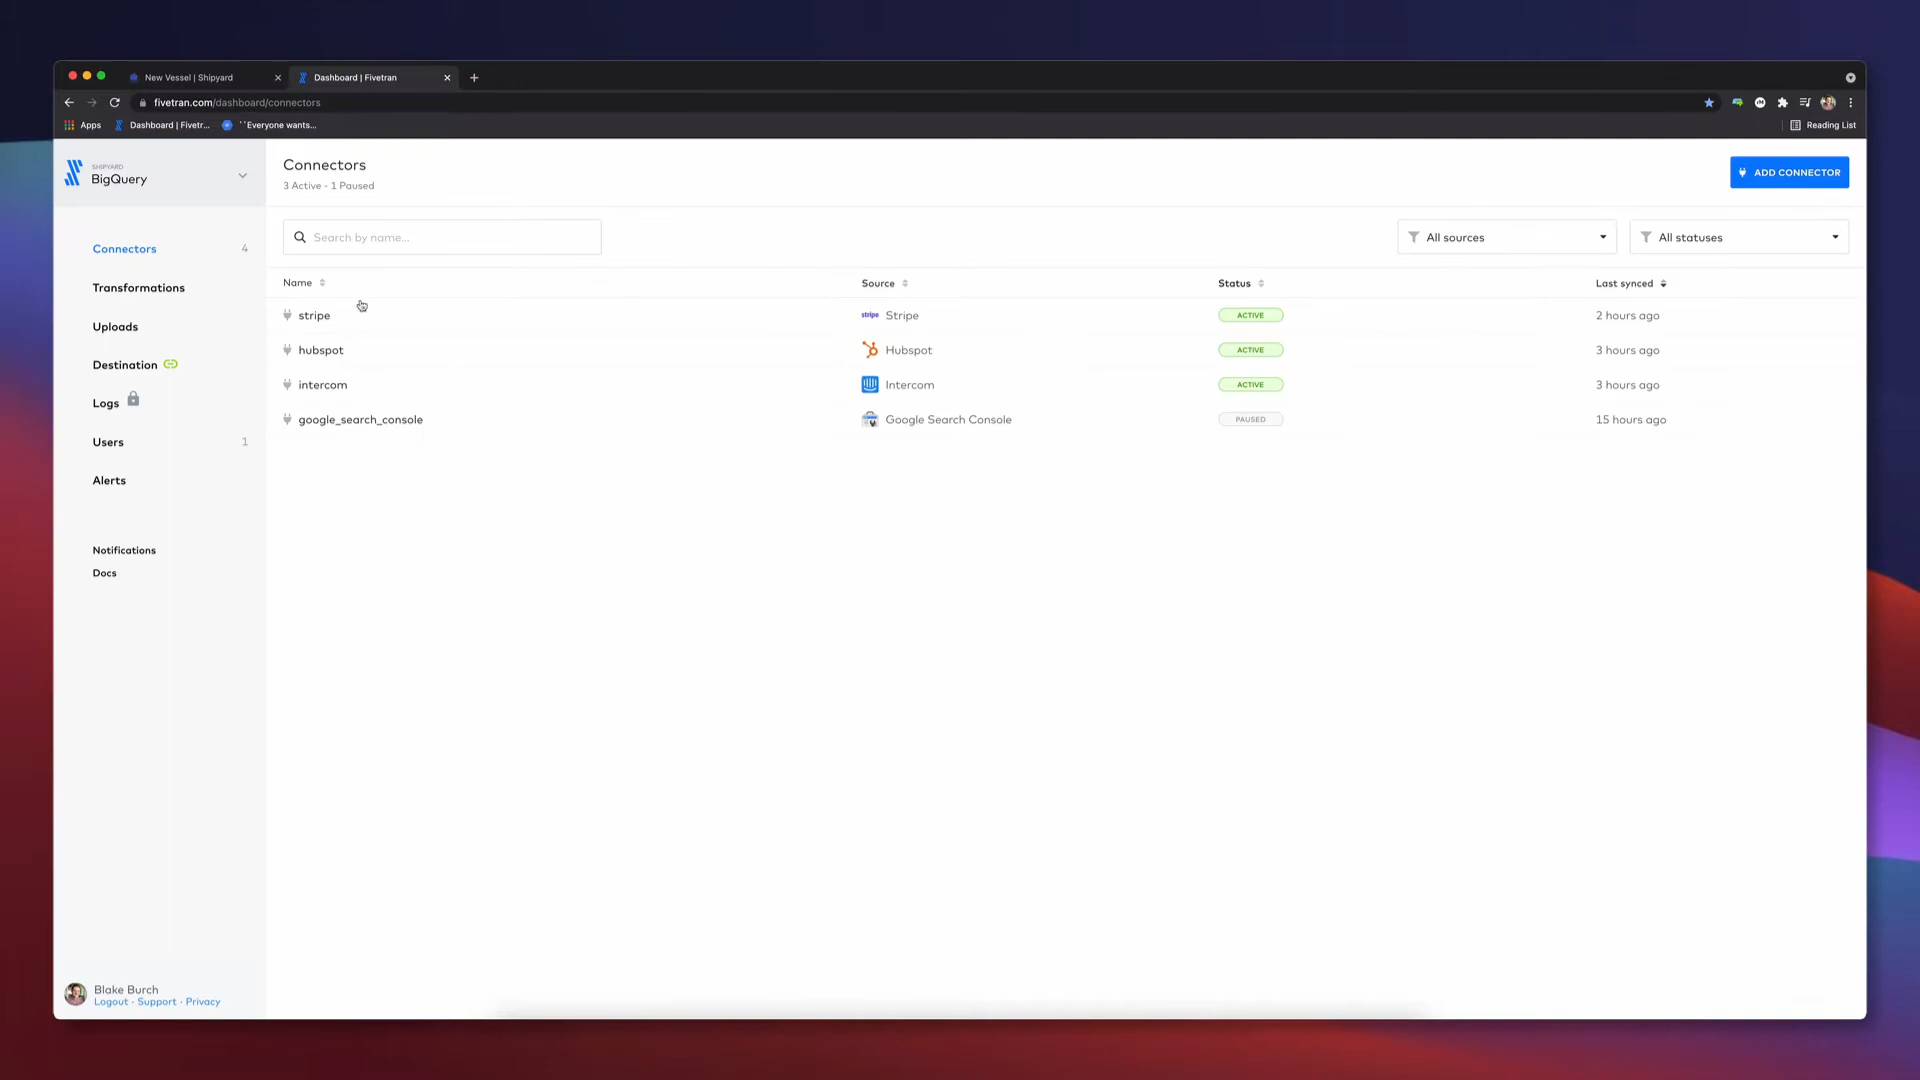 New Vessel | Shipyard
Dashboard | Fivetran
fivetran.com/dashboard/connectors
Apps
Dashboard | Fivetr...
``Everyone wants...
Reading List
SHIPYARD
BigQuery
Connectors
3 Active - 1 Paused
ADD CONNECTOR
Search by name...
All sources
All statuses
Connectors 4
Transformations
Uploads
Destination
Logs
Users 1
Alerts
Notifications
Docs
Name Source Status Last synced
stripe stripe Stripe ACTIVE 2 hours ago
hubspot Hubspot ACTIVE 3 hours ago
intercom Intercom ACTIVE 3 hours ago
google_search_console Google Search Console PAUSED 15 hours ago
Blake Burch
Logout · Support · Privacy